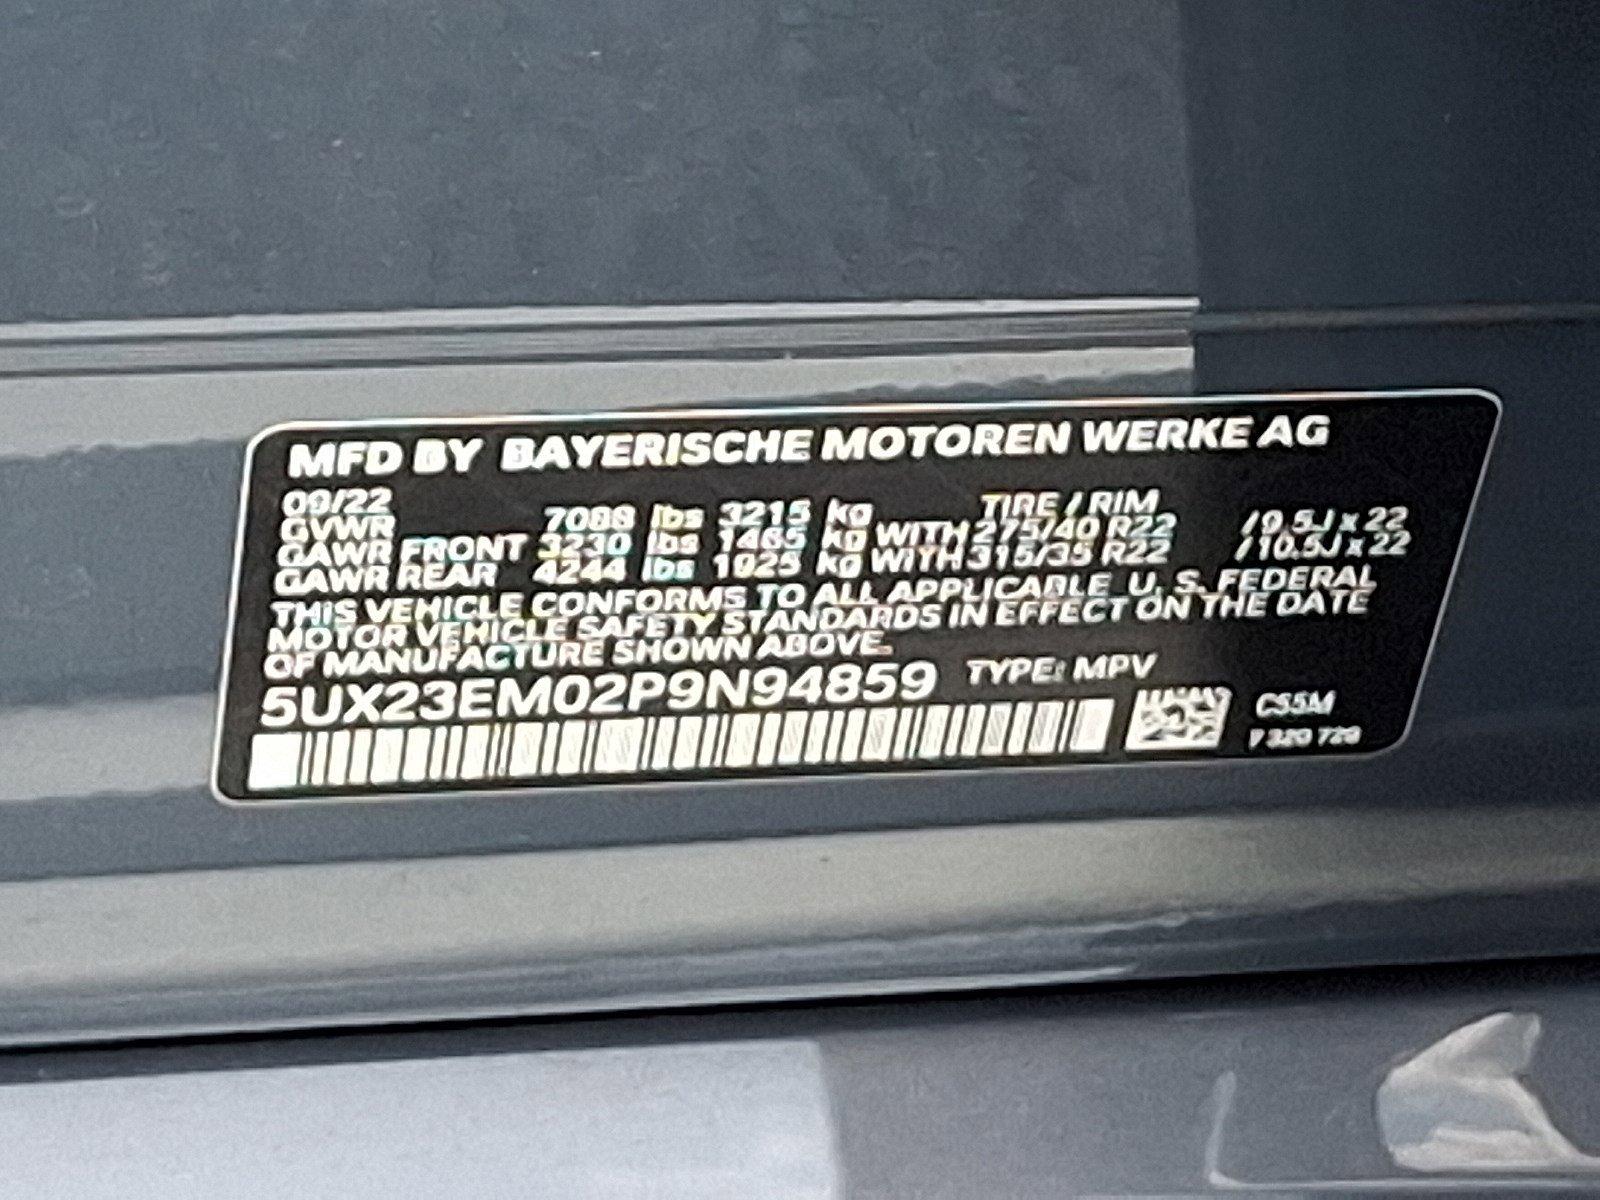 MFD BY BAYERISCHE MOTOREN WERKE AG
09/22 TIRE / RIM
GVWR 7088 lbs 3215 kg
GAWR FRONT 3230 lbs 1465 kg WITH 275/40 R22 /9.5J x 22
GAWR REAR 4244 lbs 1925 kg WITH 315/35 R22 /10.5J x 22
THIS VEHICLE CONFORMS TO ALL APPLICABLE U. S. FEDERAL
MOTOR VEHICLE SAFETY STANDARDS IN EFFECT ON THE DATE
OF MANUFACTURE SHOWN ABOVE.
5UX23EM02P9N94859 TYPE: MPV
CS5M